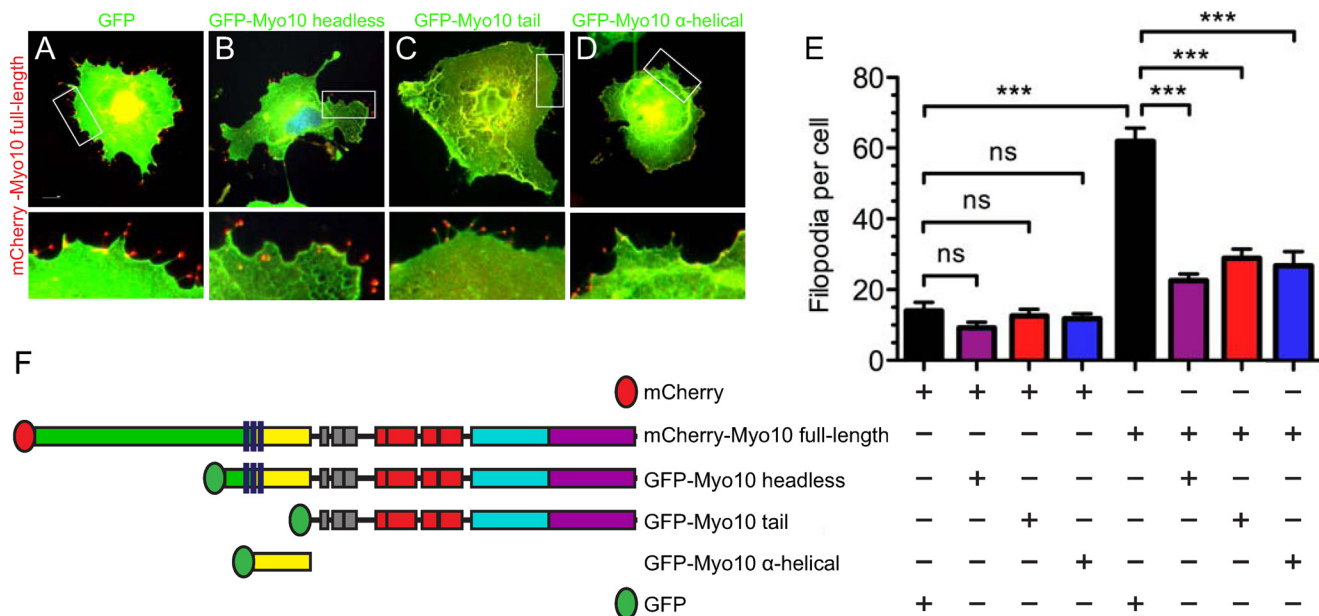 GFP
GFP-Myo10 headless
GFP-Myo10 tail
GFP-Myo10 α-helical
mCherry -Myo10 full-length
A
B
C
D
E
Filopodia per cell
80
60
40
20
0
ns
ns
ns
***
***
***
***
F
mCherry + + + + − − − −
mCherry-Myo10 full-length − − − − + + + +
GFP-Myo10 headless − + − − − + − −
GFP-Myo10 tail − − + − − − + −
GFP-Myo10 α-helical − − − + − − − +
GFP + − − − + − − −